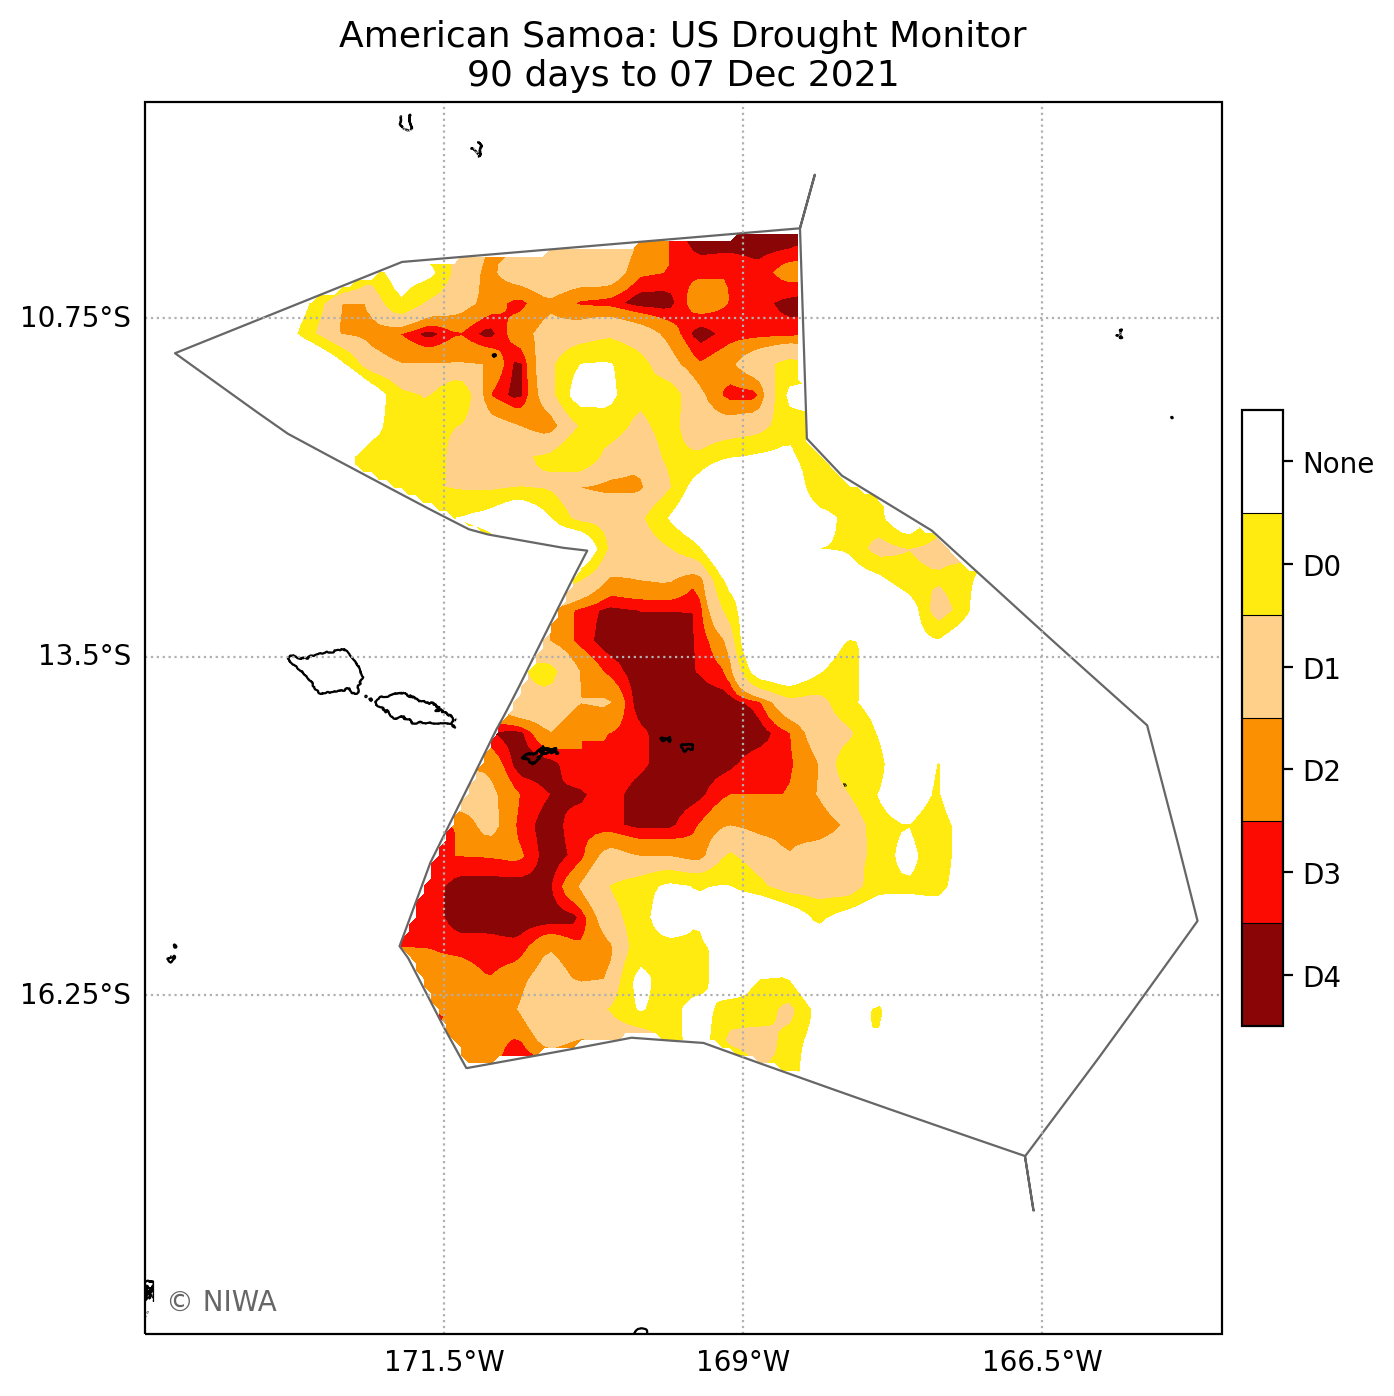 American Samoa: US Drought Monitor
90 days to 07 Dec 2021
10.75°S
13.5°S
16.25°S
171.5°W
169°W
166.5°W
None
D0
D1
D2
D3
D4
© NIWA